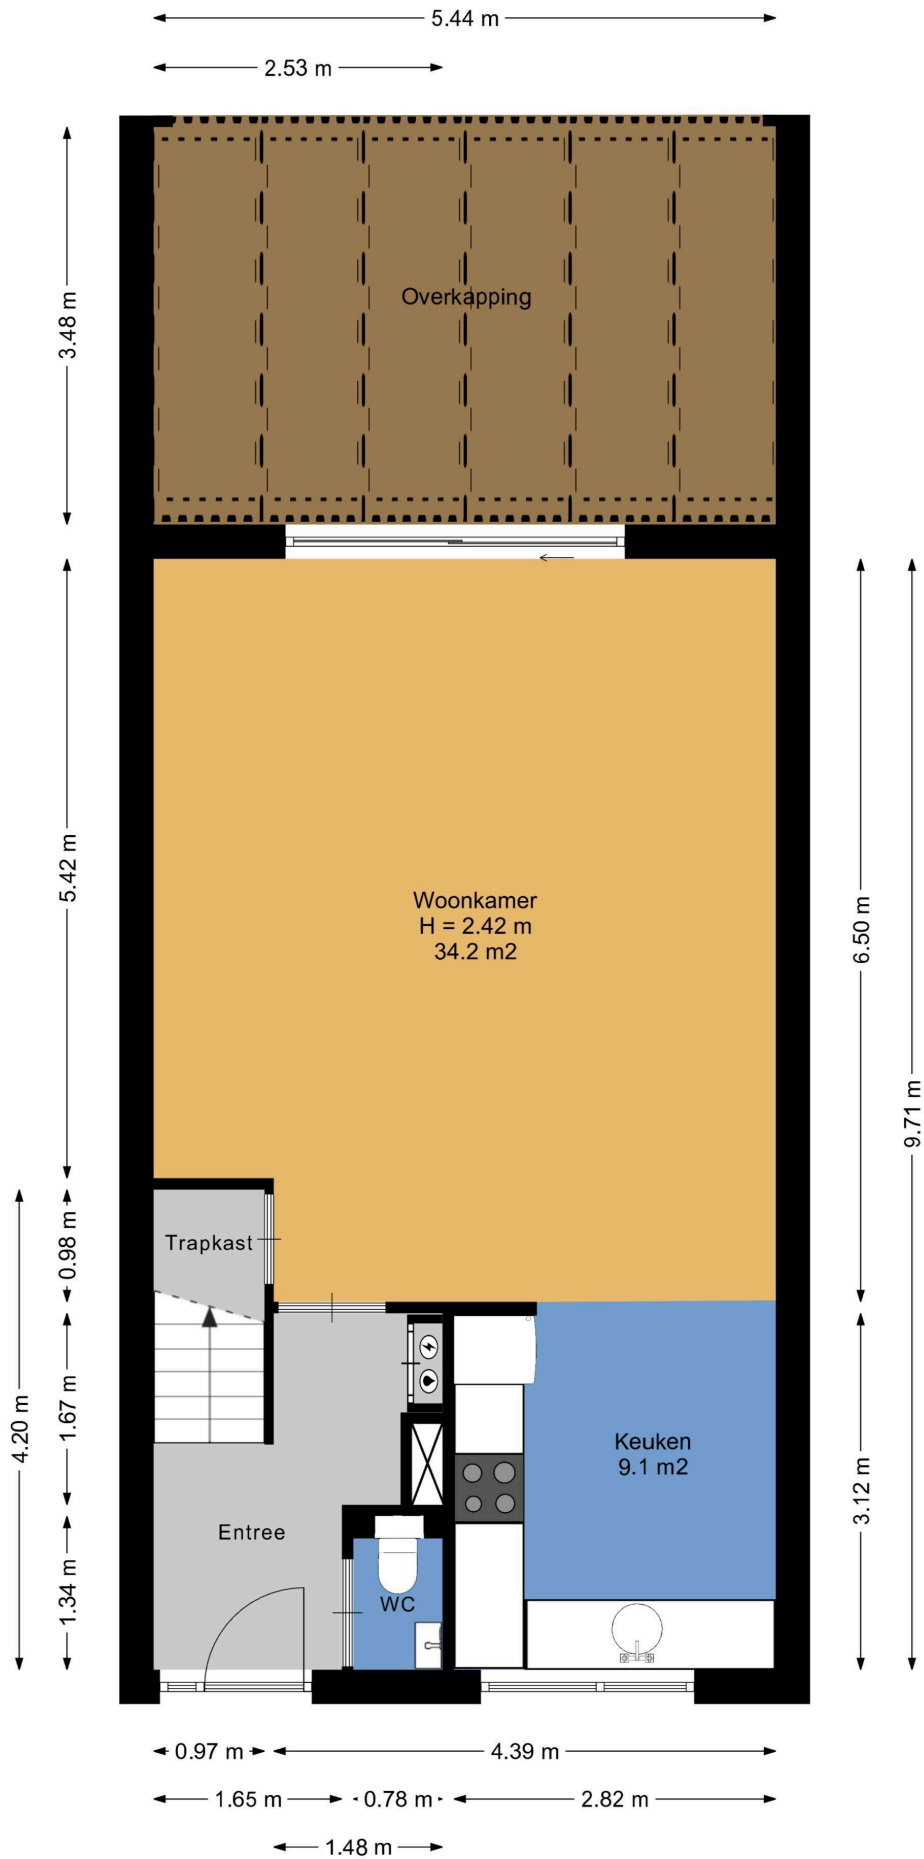 5.44 m
2.53 m
3.48 m
Overkapping
5.42 m
Woonkamer
H = 2.42 m
34.2 m2
6.50 m
9.71 m
Trapkast
0.98 m
4.20 m
1.67 m
Keuken
9.1 m2
3.12 m
Entree
1.34 m
WC
0.97 m
4.39 m
1.65 m
0.78 m
2.82 m
1.48 m